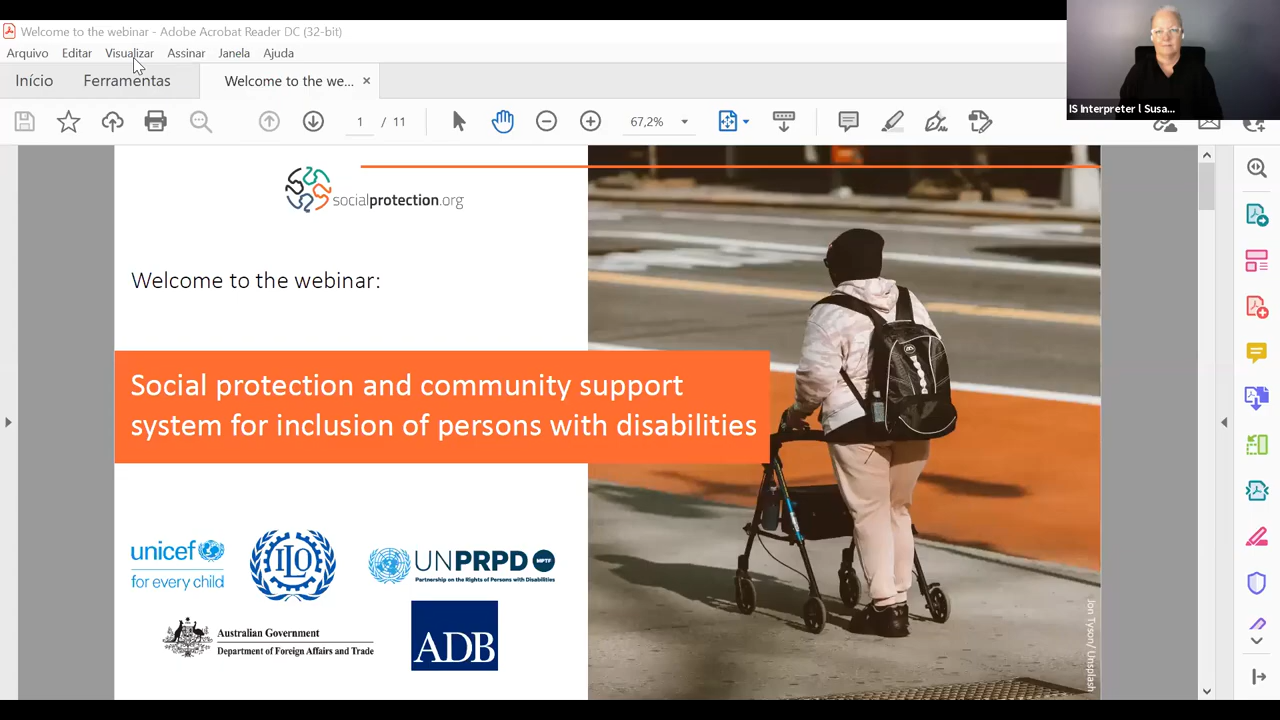 Welcome to the webinar - Adobe Acrobat Reader DC (32-bit)
Arquivo Editar Visualizar Assinar Janela Ajuda
Início Ferramentas Welcome to the we... ×
1 / 11 67,2%
IS Interpreter l Susa...
socialprotection.org
Welcome to the webinar:
Social protection and community support
system for inclusion of persons with disabilities
unicef
for every child
ILO
UNPRPD MPTF
Partnership on the Rights of Persons with Disabilities
Australian Government
Department of Foreign Affairs and Trade
ADB
Jon Tyson/ Unsplash